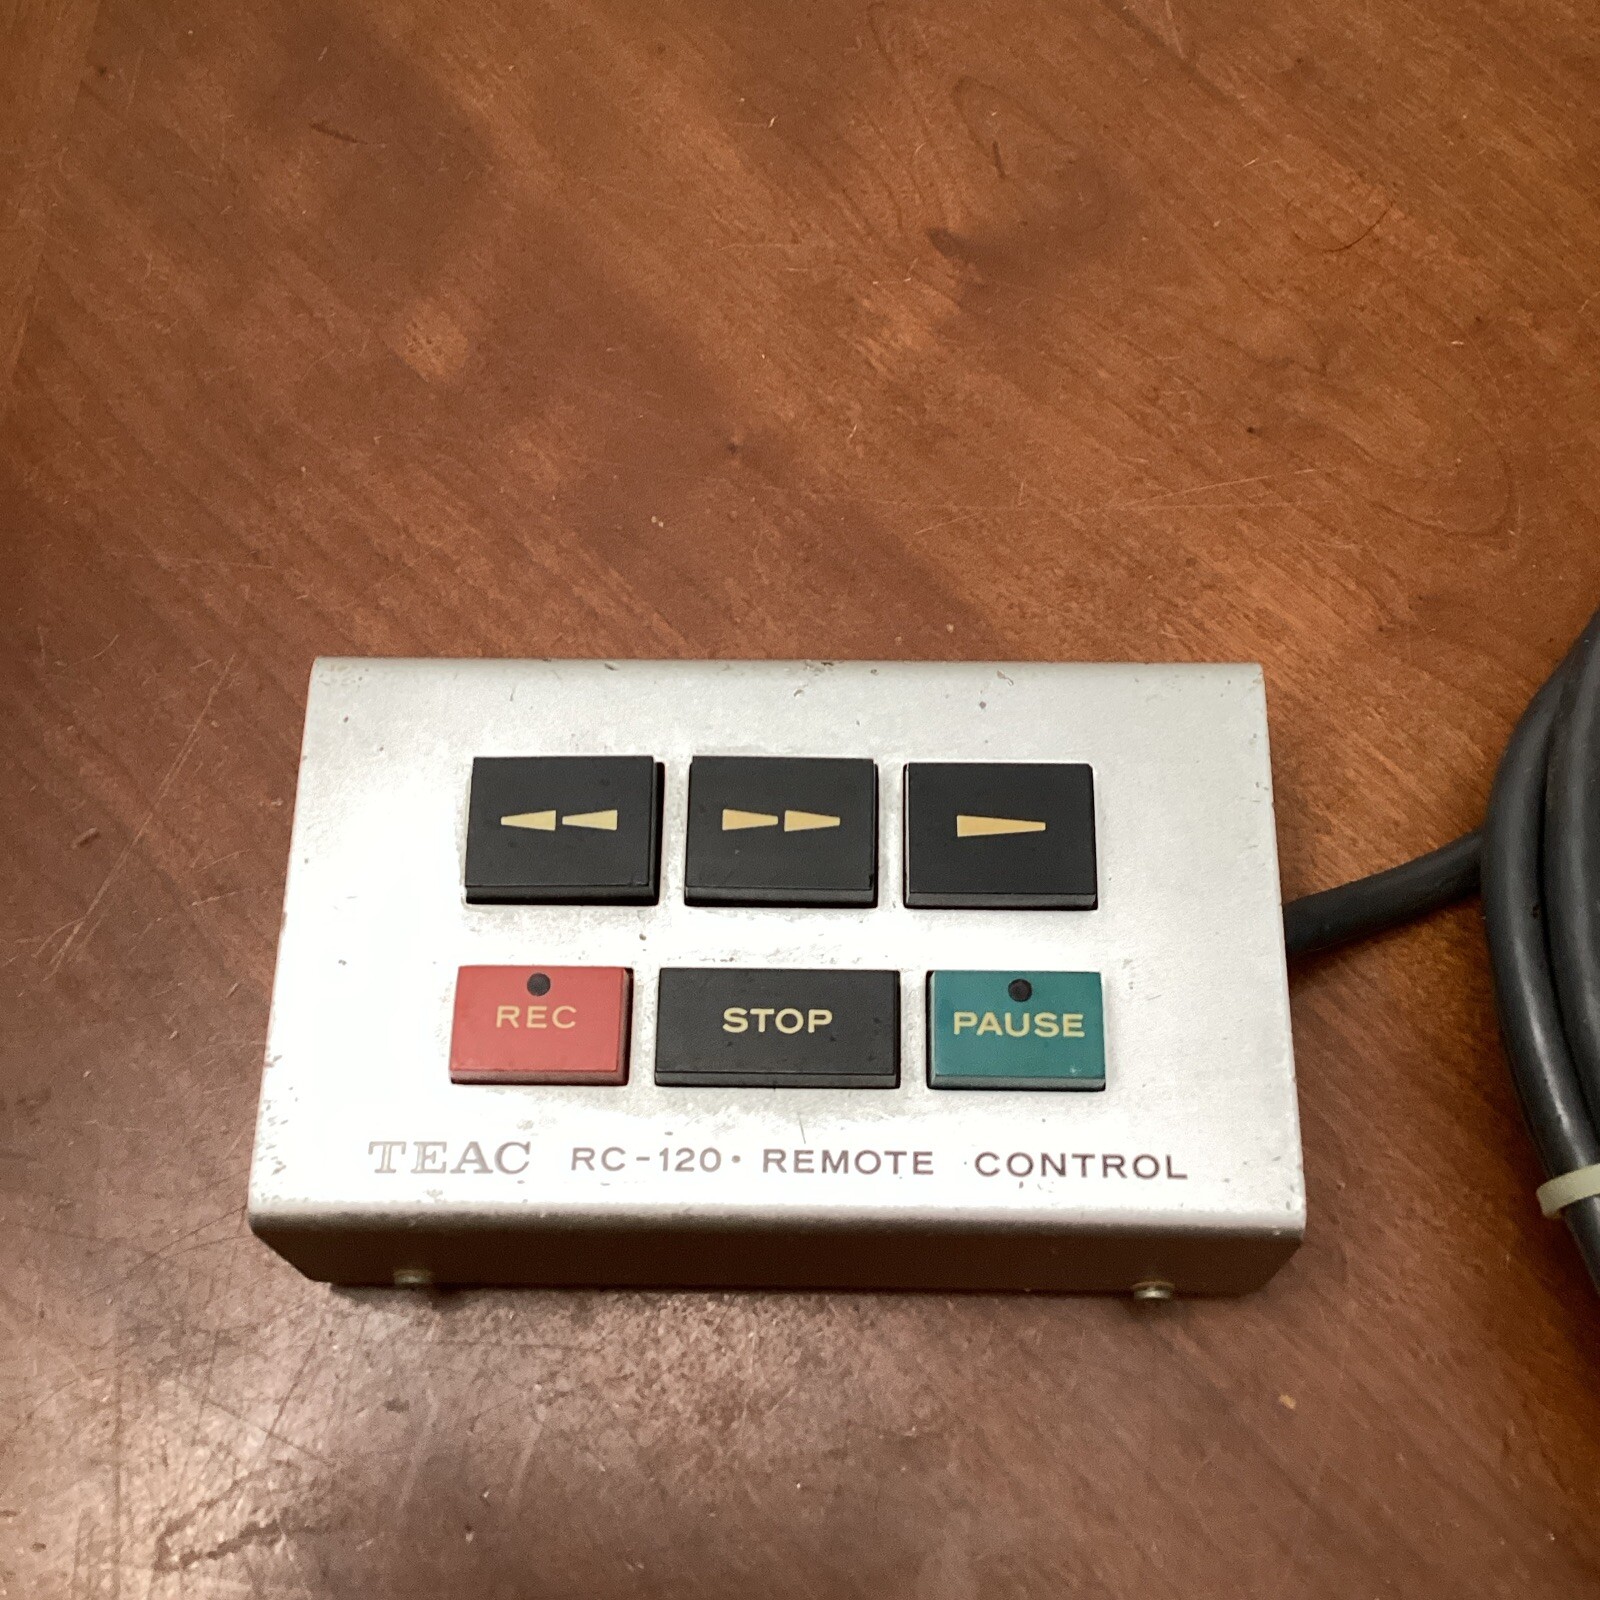 REC STOP PAUSE
TEAC RC-120 • REMOTE CONTROL